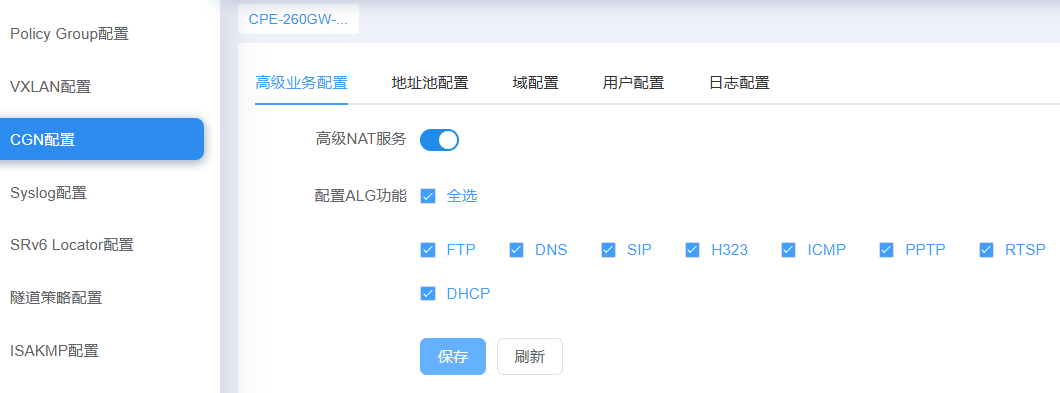 CPE-260GW-...
Policy Group配置
VXLAN配置
CGN配置
Syslog配置
SRv6 Locator配置
隧道策略配置
ISAKMP配置
高级业务配置 地址池配置 域配置 用户配置 日志配置
高级NAT服务
配置ALG功能 全选
FTP DNS SIP H323 ICMP PPTP RTSP
DHCP
保存 刷新